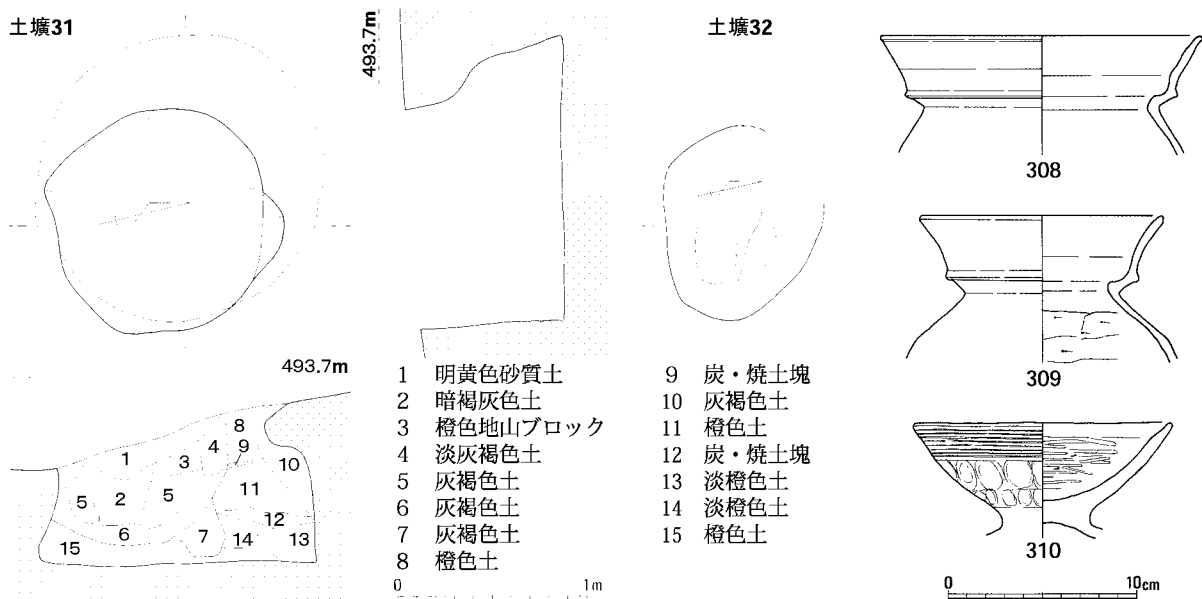 土壙31
493.7m
土壙32
308
309
310
493.7m
8
4 9
1 3 10
5 2 5 11
6 7 12
15 14 13
1 明黄色砂質土
2 暗褐灰色土
3 橙色地山ブロック
4 淡灰褐色土
5 灰褐色土
6 灰褐色土
7 灰褐色土
8 橙色土
9 炭・焼土塊
10 灰褐色土
11 橙色土
12 炭・焼土塊
13 淡橙色土
14 淡橙色土
15 橙色土
0 1m
0 10cm